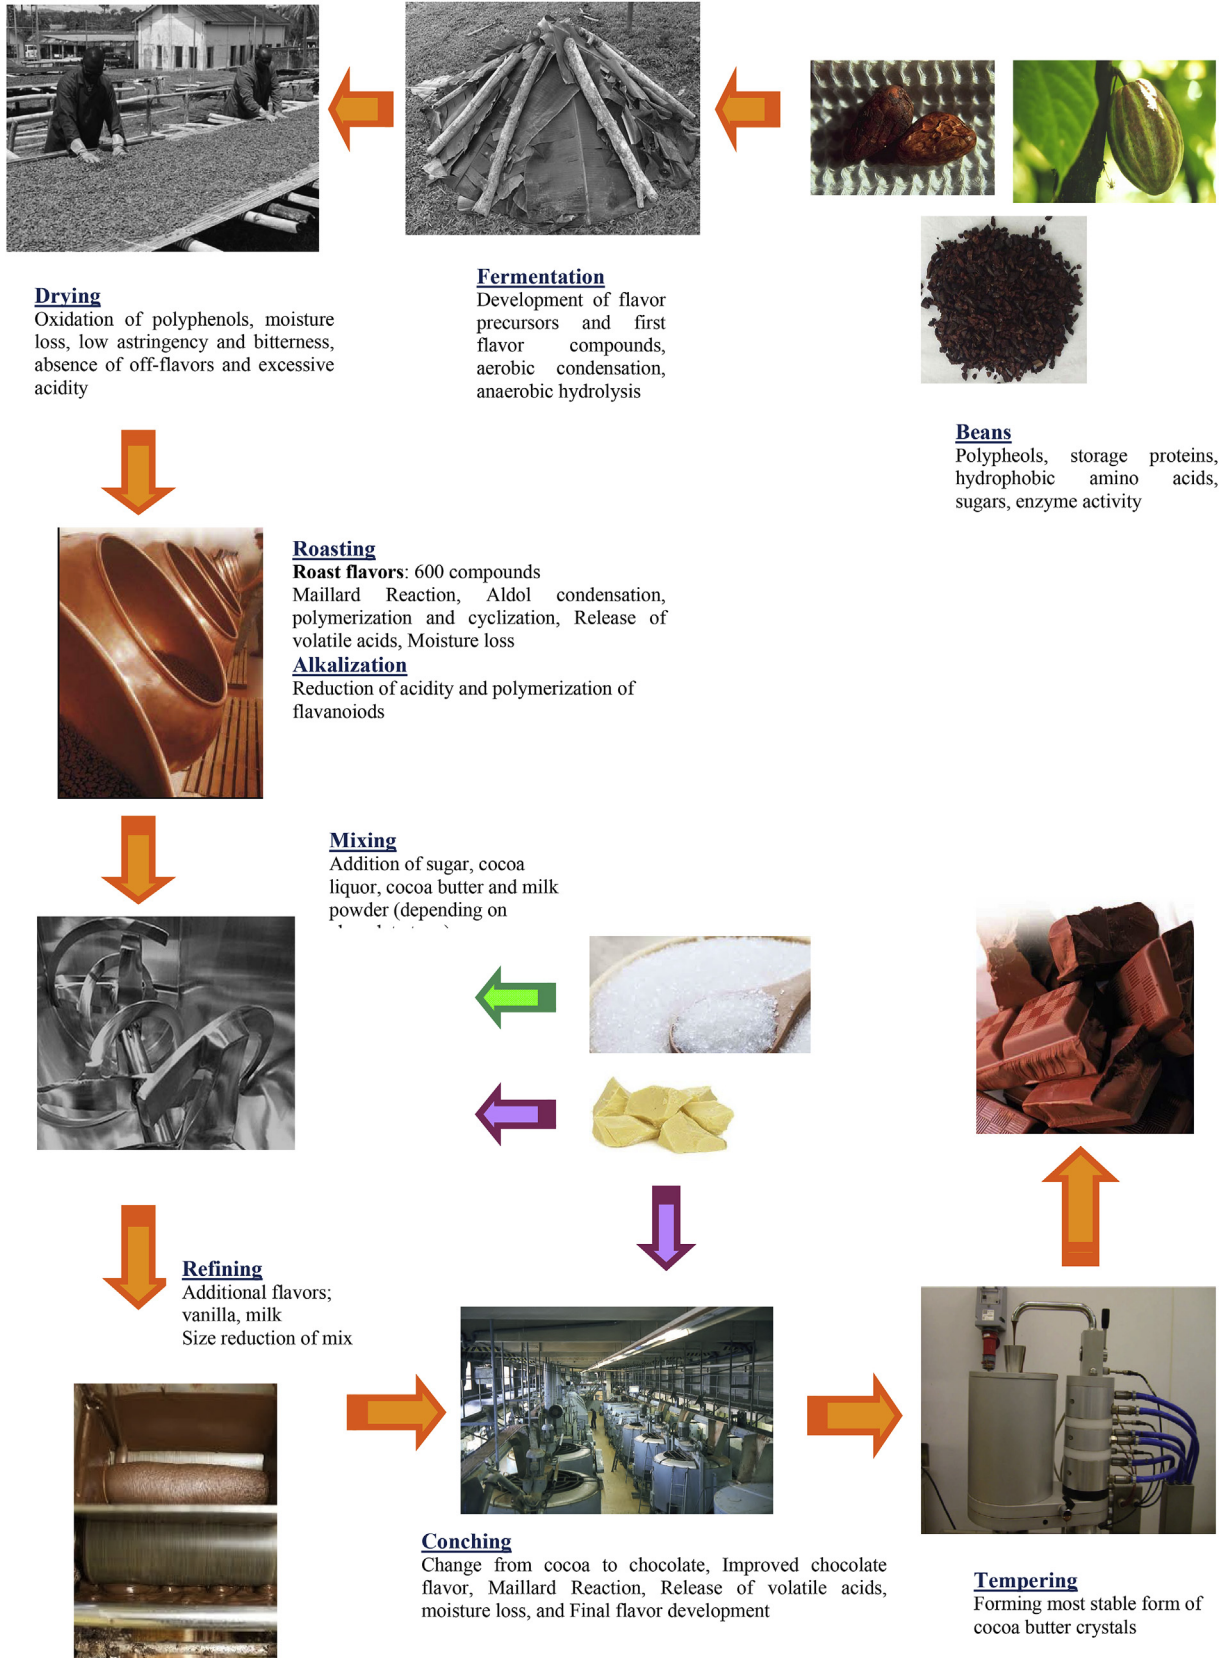 Drying
Oxidation of polyphenols, moisture
loss, low astringency and bitterness,
absence of off-flavors and excessive
acidity
Fermentation
Development of flavor
precursors and first
flavor compounds,
aerobic condensation,
anaerobic hydrolysis
Beans
Polypheols, storage proteins,
hydrophobic amino acids,
sugars, enzyme activity
Roasting
Roast flavors: 600 compounds
Maillard Reaction, Aldol condensation,
polymerization and cyclization, Release of
volatile acids, Moisture loss
Alkalization
Reduction of acidity and polymerization of
flavanoiods
Mixing
Addition of sugar, cocoa
liquor, cocoa butter and milk
powder (depending on
Refining
Additional flavors;
vanilla, milk
Size reduction of mix
Conching
Change from cocoa to chocolate, Improved chocolate
flavor, Maillard Reaction, Release of volatile acids,
moisture loss, and Final flavor development
Tempering
Forming most stable form of
cocoa butter crystals